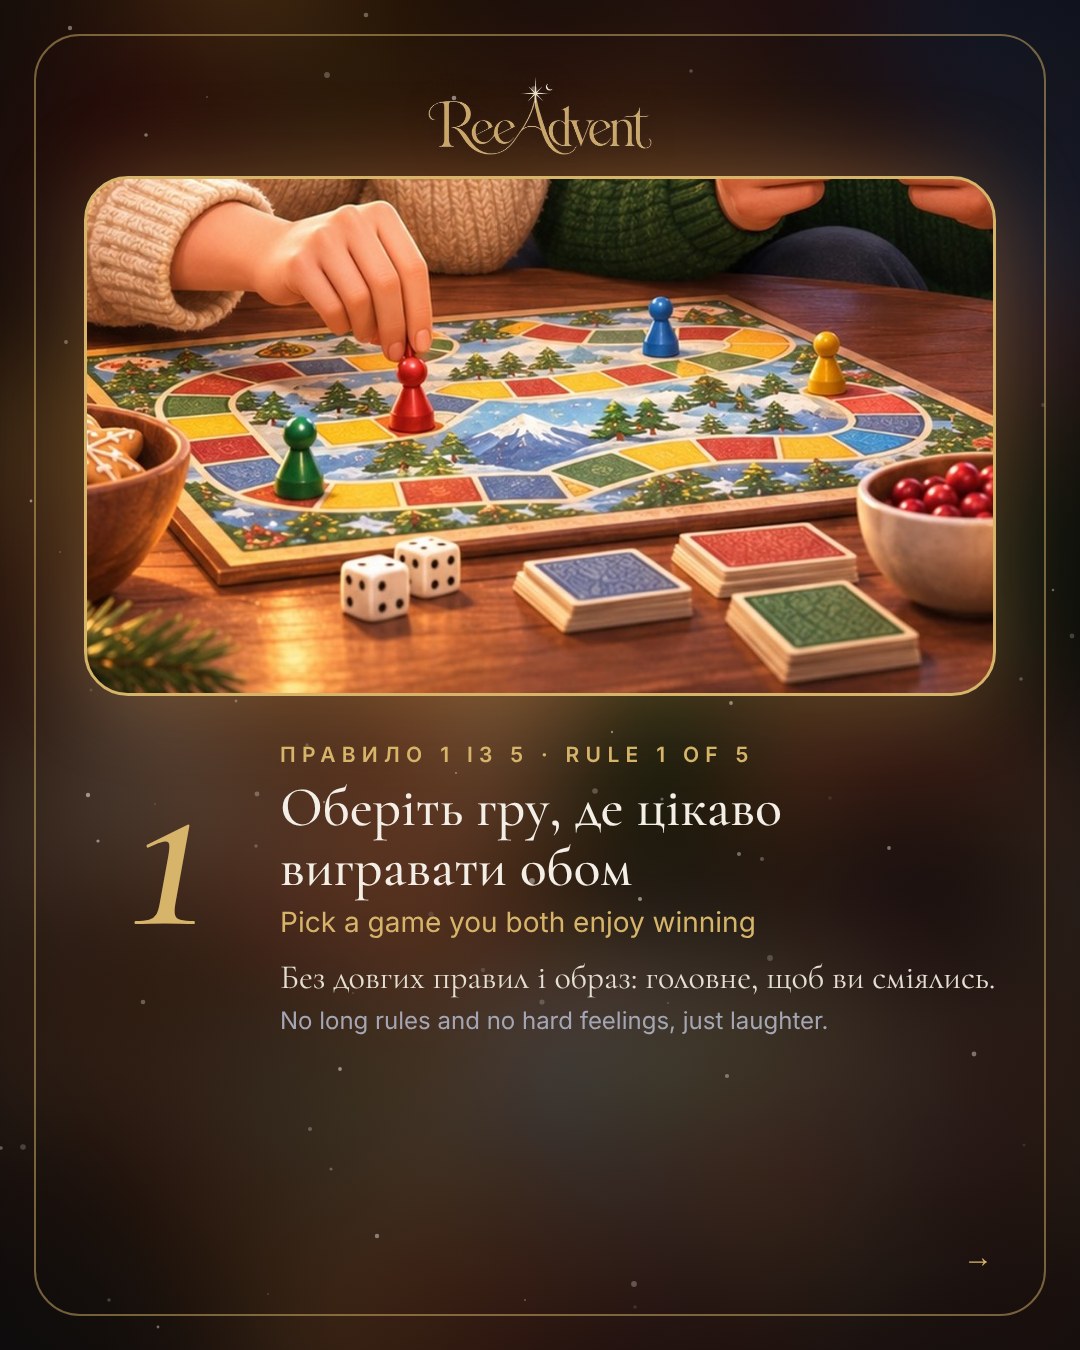 ReeAdvent
ПРАВИЛО 1 ІЗ 5 · RULE 1 OF 5
1
Оберіть гру, де цікаво
вигравати обом
Pick a game you both enjoy winning
Без довгих правил і образ: головне, щоб ви сміялись.
No long rules and no hard feelings, just laughter.
→